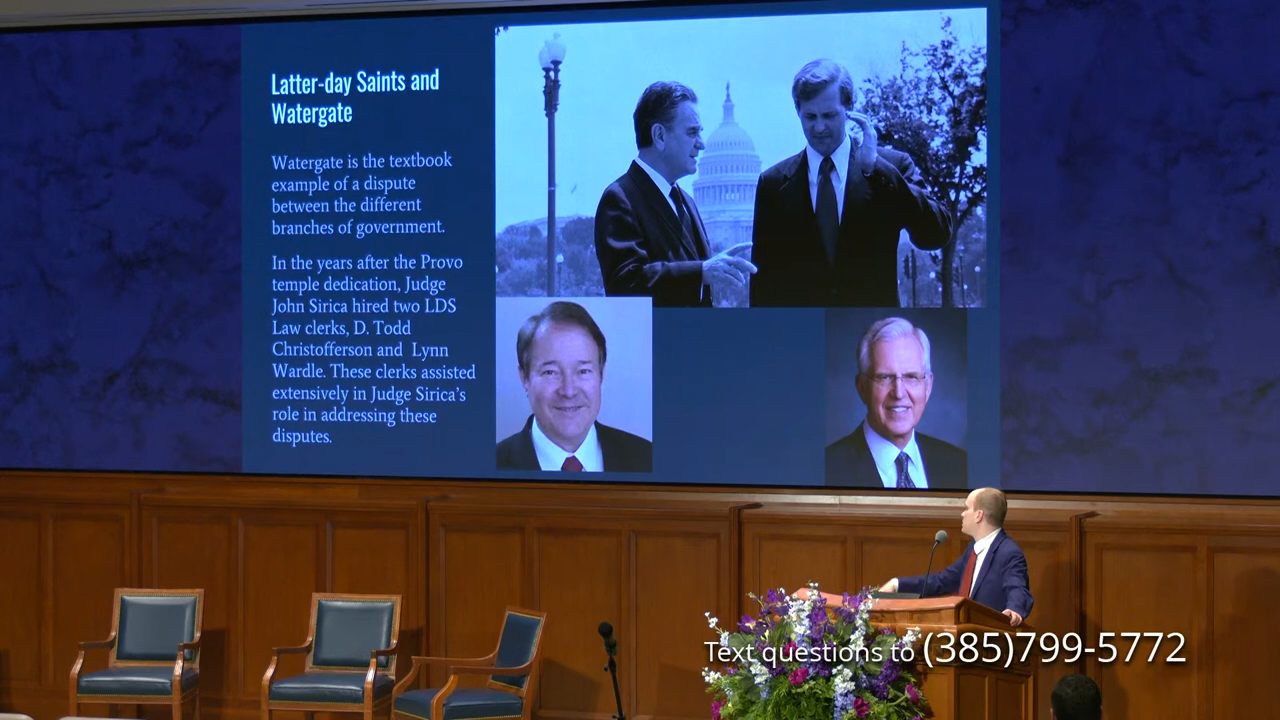 Latter-day Saints and
Watergate
Watergate is the textbook
example of a dispute
between the different
branches of government.
In the years after the Provo
temple dedication, Judge
John Sirica hired two LDS
Law clerks, D. Todd
Christofferson and Lynn
Wardle. These clerks assisted
extensively in Judge Sirica's
role in addressing these
disputes.
Text questions to (385)799-5772